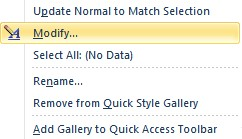 Update Normal to Match Selection
Modify...
Select All: (No Data)
Rename...
Remove from Quick Style Gallery
Add Gallery to Quick Access Toolbar